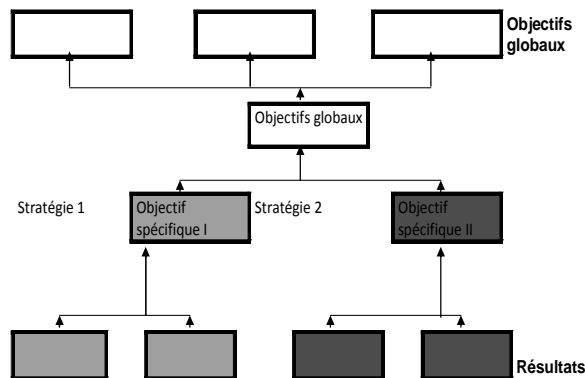 Objectifs
globaux
Objectifs globaux
Stratégie 1
Objectif
spécifique I
Stratégie 2
Objectif
spécifique II
Résultats